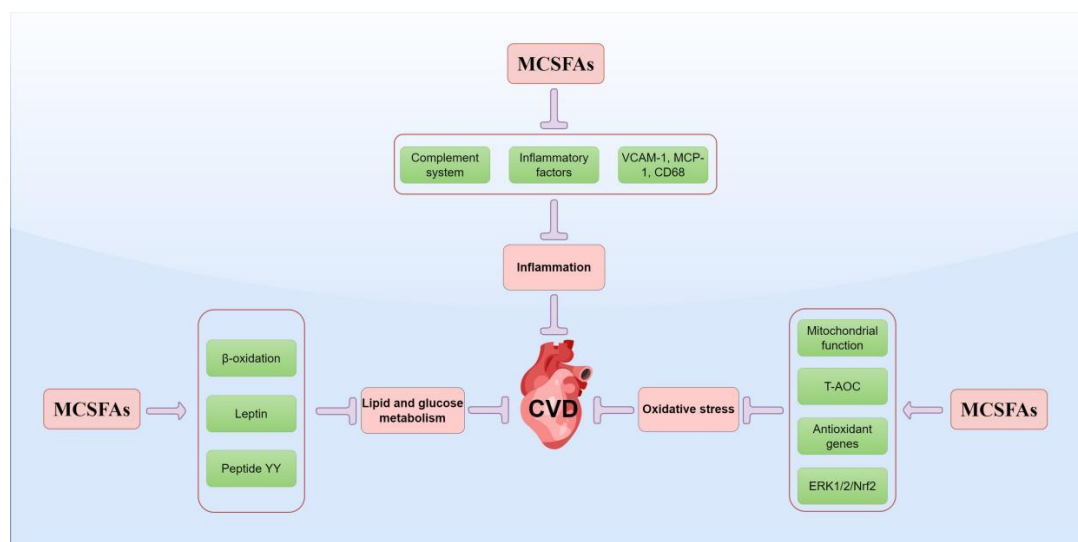 MCSFAs
Complement
system
Inflammatory
factors
VCAM-1, MCP-
1, CD68
Inflammation
MCSFAs
β-oxidation
Leptin
Peptide YY
Lipid and glucose
metabolism
CVD
Oxidative stress
Mitochondrial
function
T-AOC
Antioxidant
genes
ERK1/2/Nrf2
MCSFAs